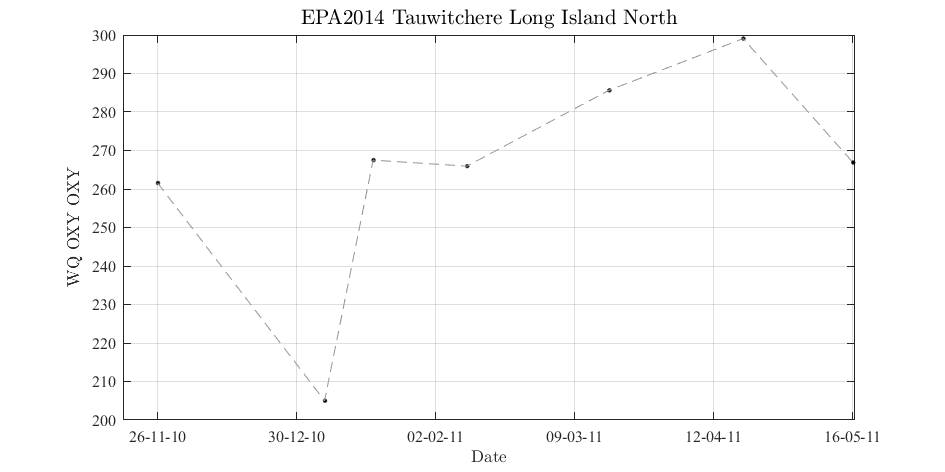 EPA2014 Tauwitchere Long Island North
300
290
280
270
260
250
240
230
220
210
200
WQ OXY OXY
26-11-10 30-12-10 02-02-11 09-03-11 12-04-11 16-05-11
Date